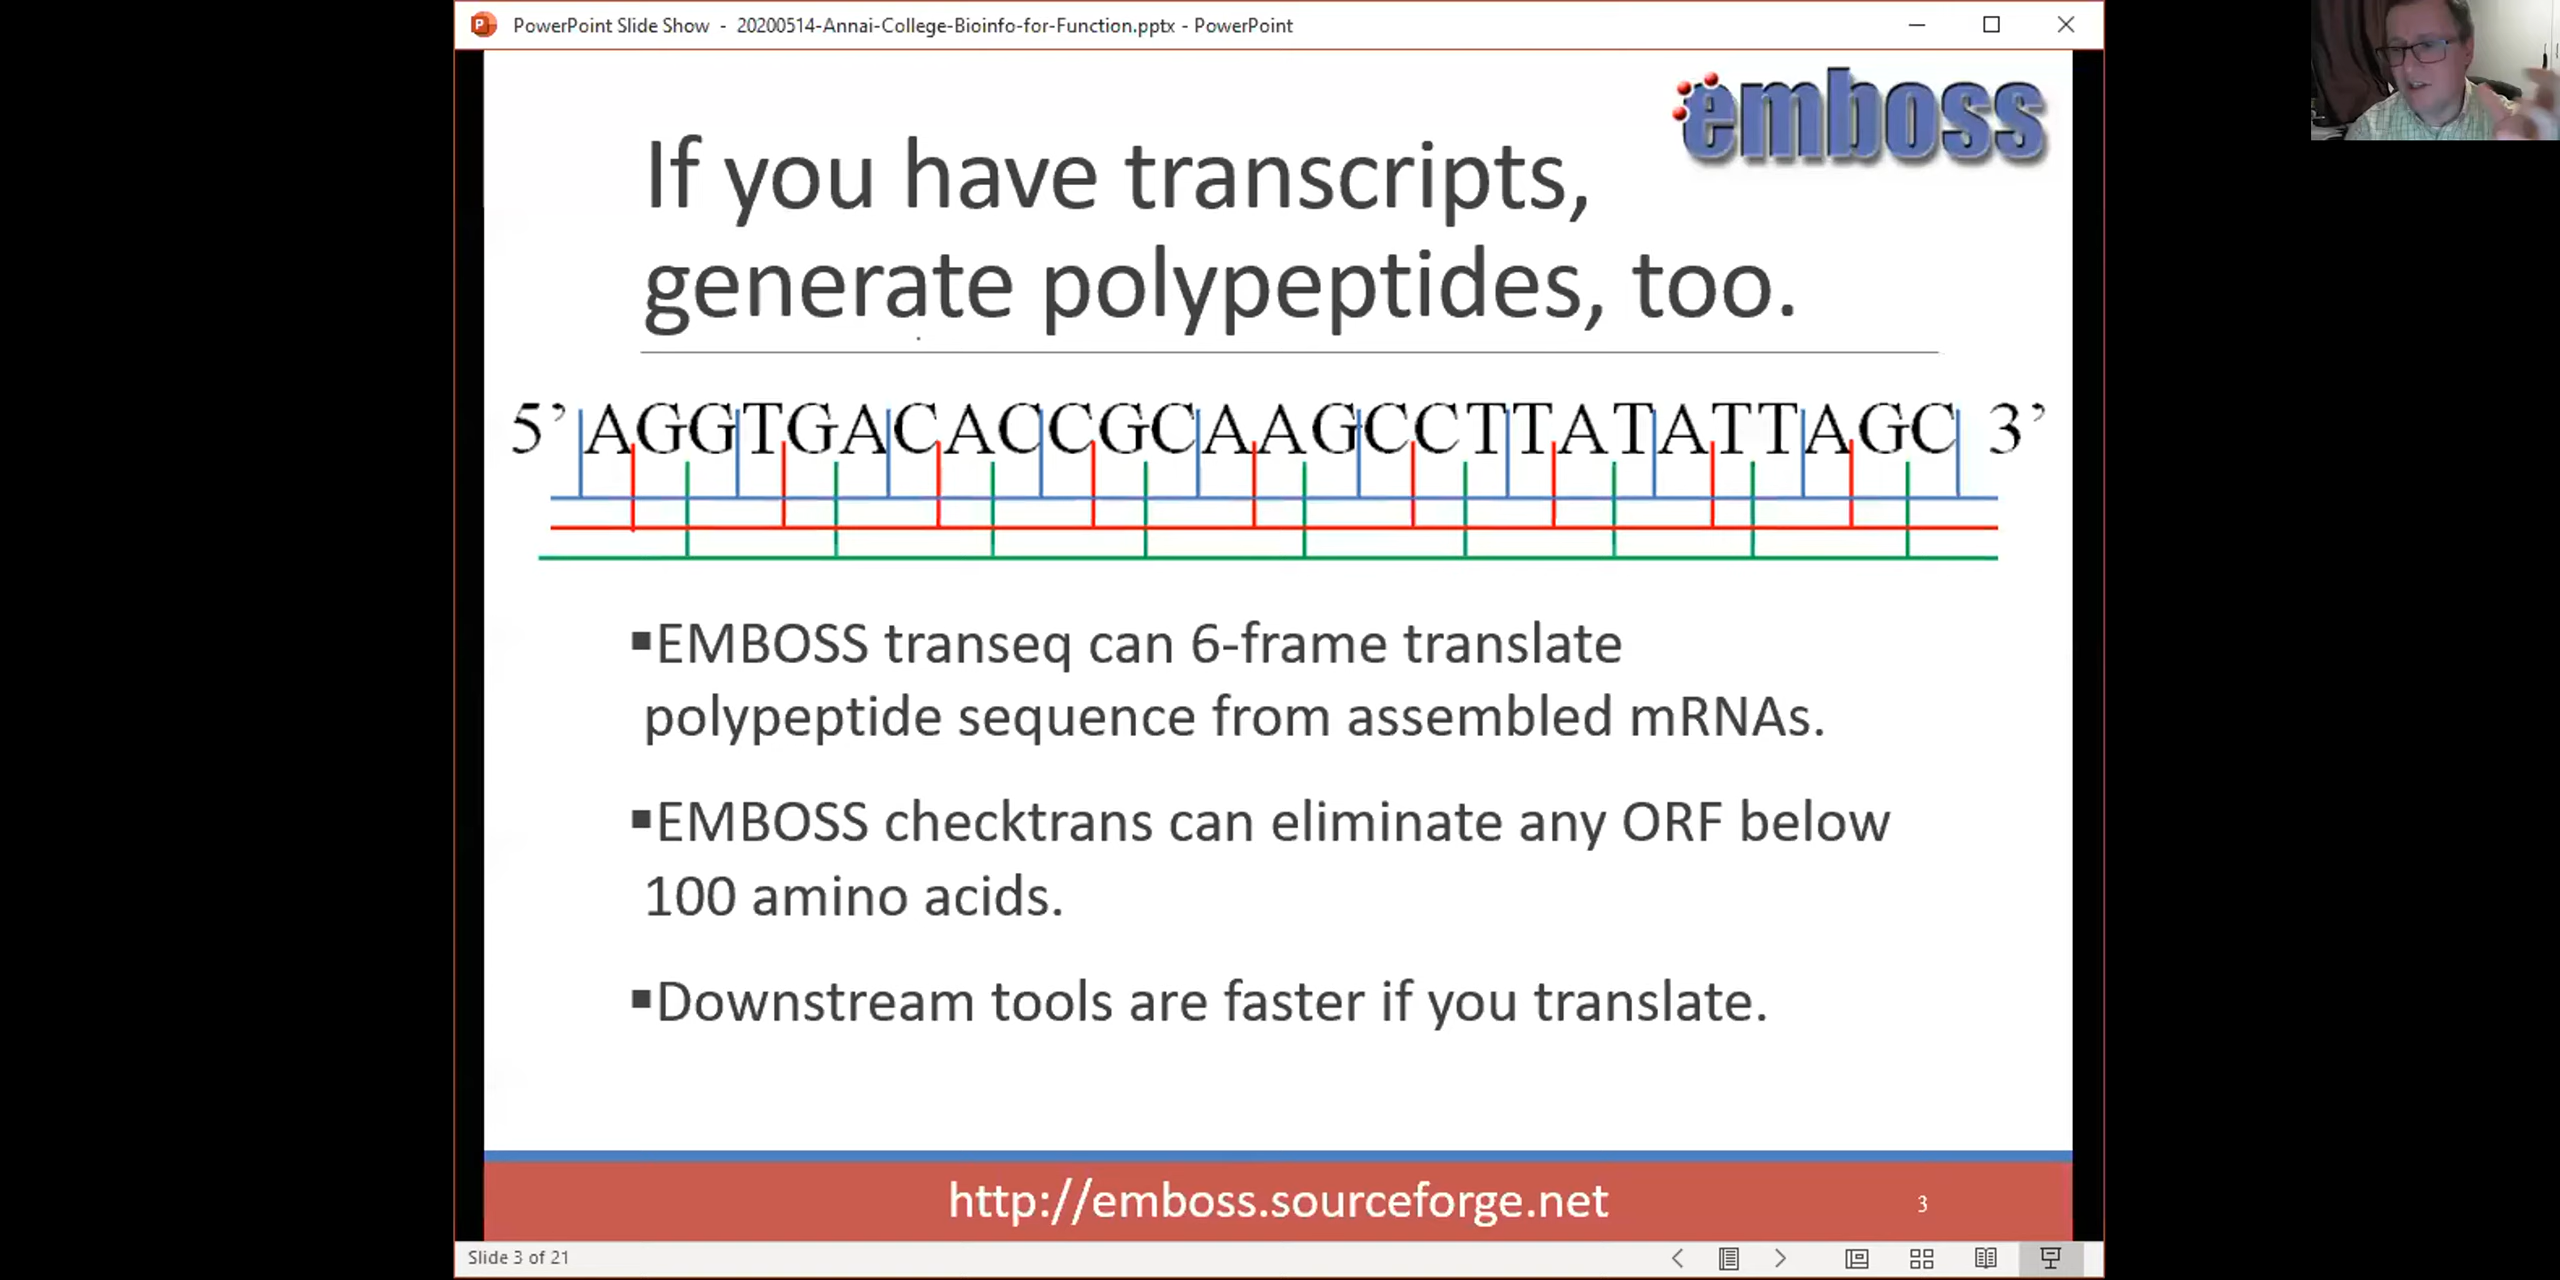 PowerPoint Slide Show - 20200514-Annai-College-Bioinfo-for-Function.pptx - PowerPoint
emboss
If you have transcripts,
generate polypeptides, too.
5’ AGGTGACACCGCAAGCCTTATATTAGC 3’
▪EMBOSS transeq can 6-frame translate
polypeptide sequence from assembled mRNAs.
▪EMBOSS checktrans can eliminate any ORF below
100 amino acids.
▪Downstream tools are faster if you translate.
http://emboss.sourceforge.net
3
Slide 3 of 21